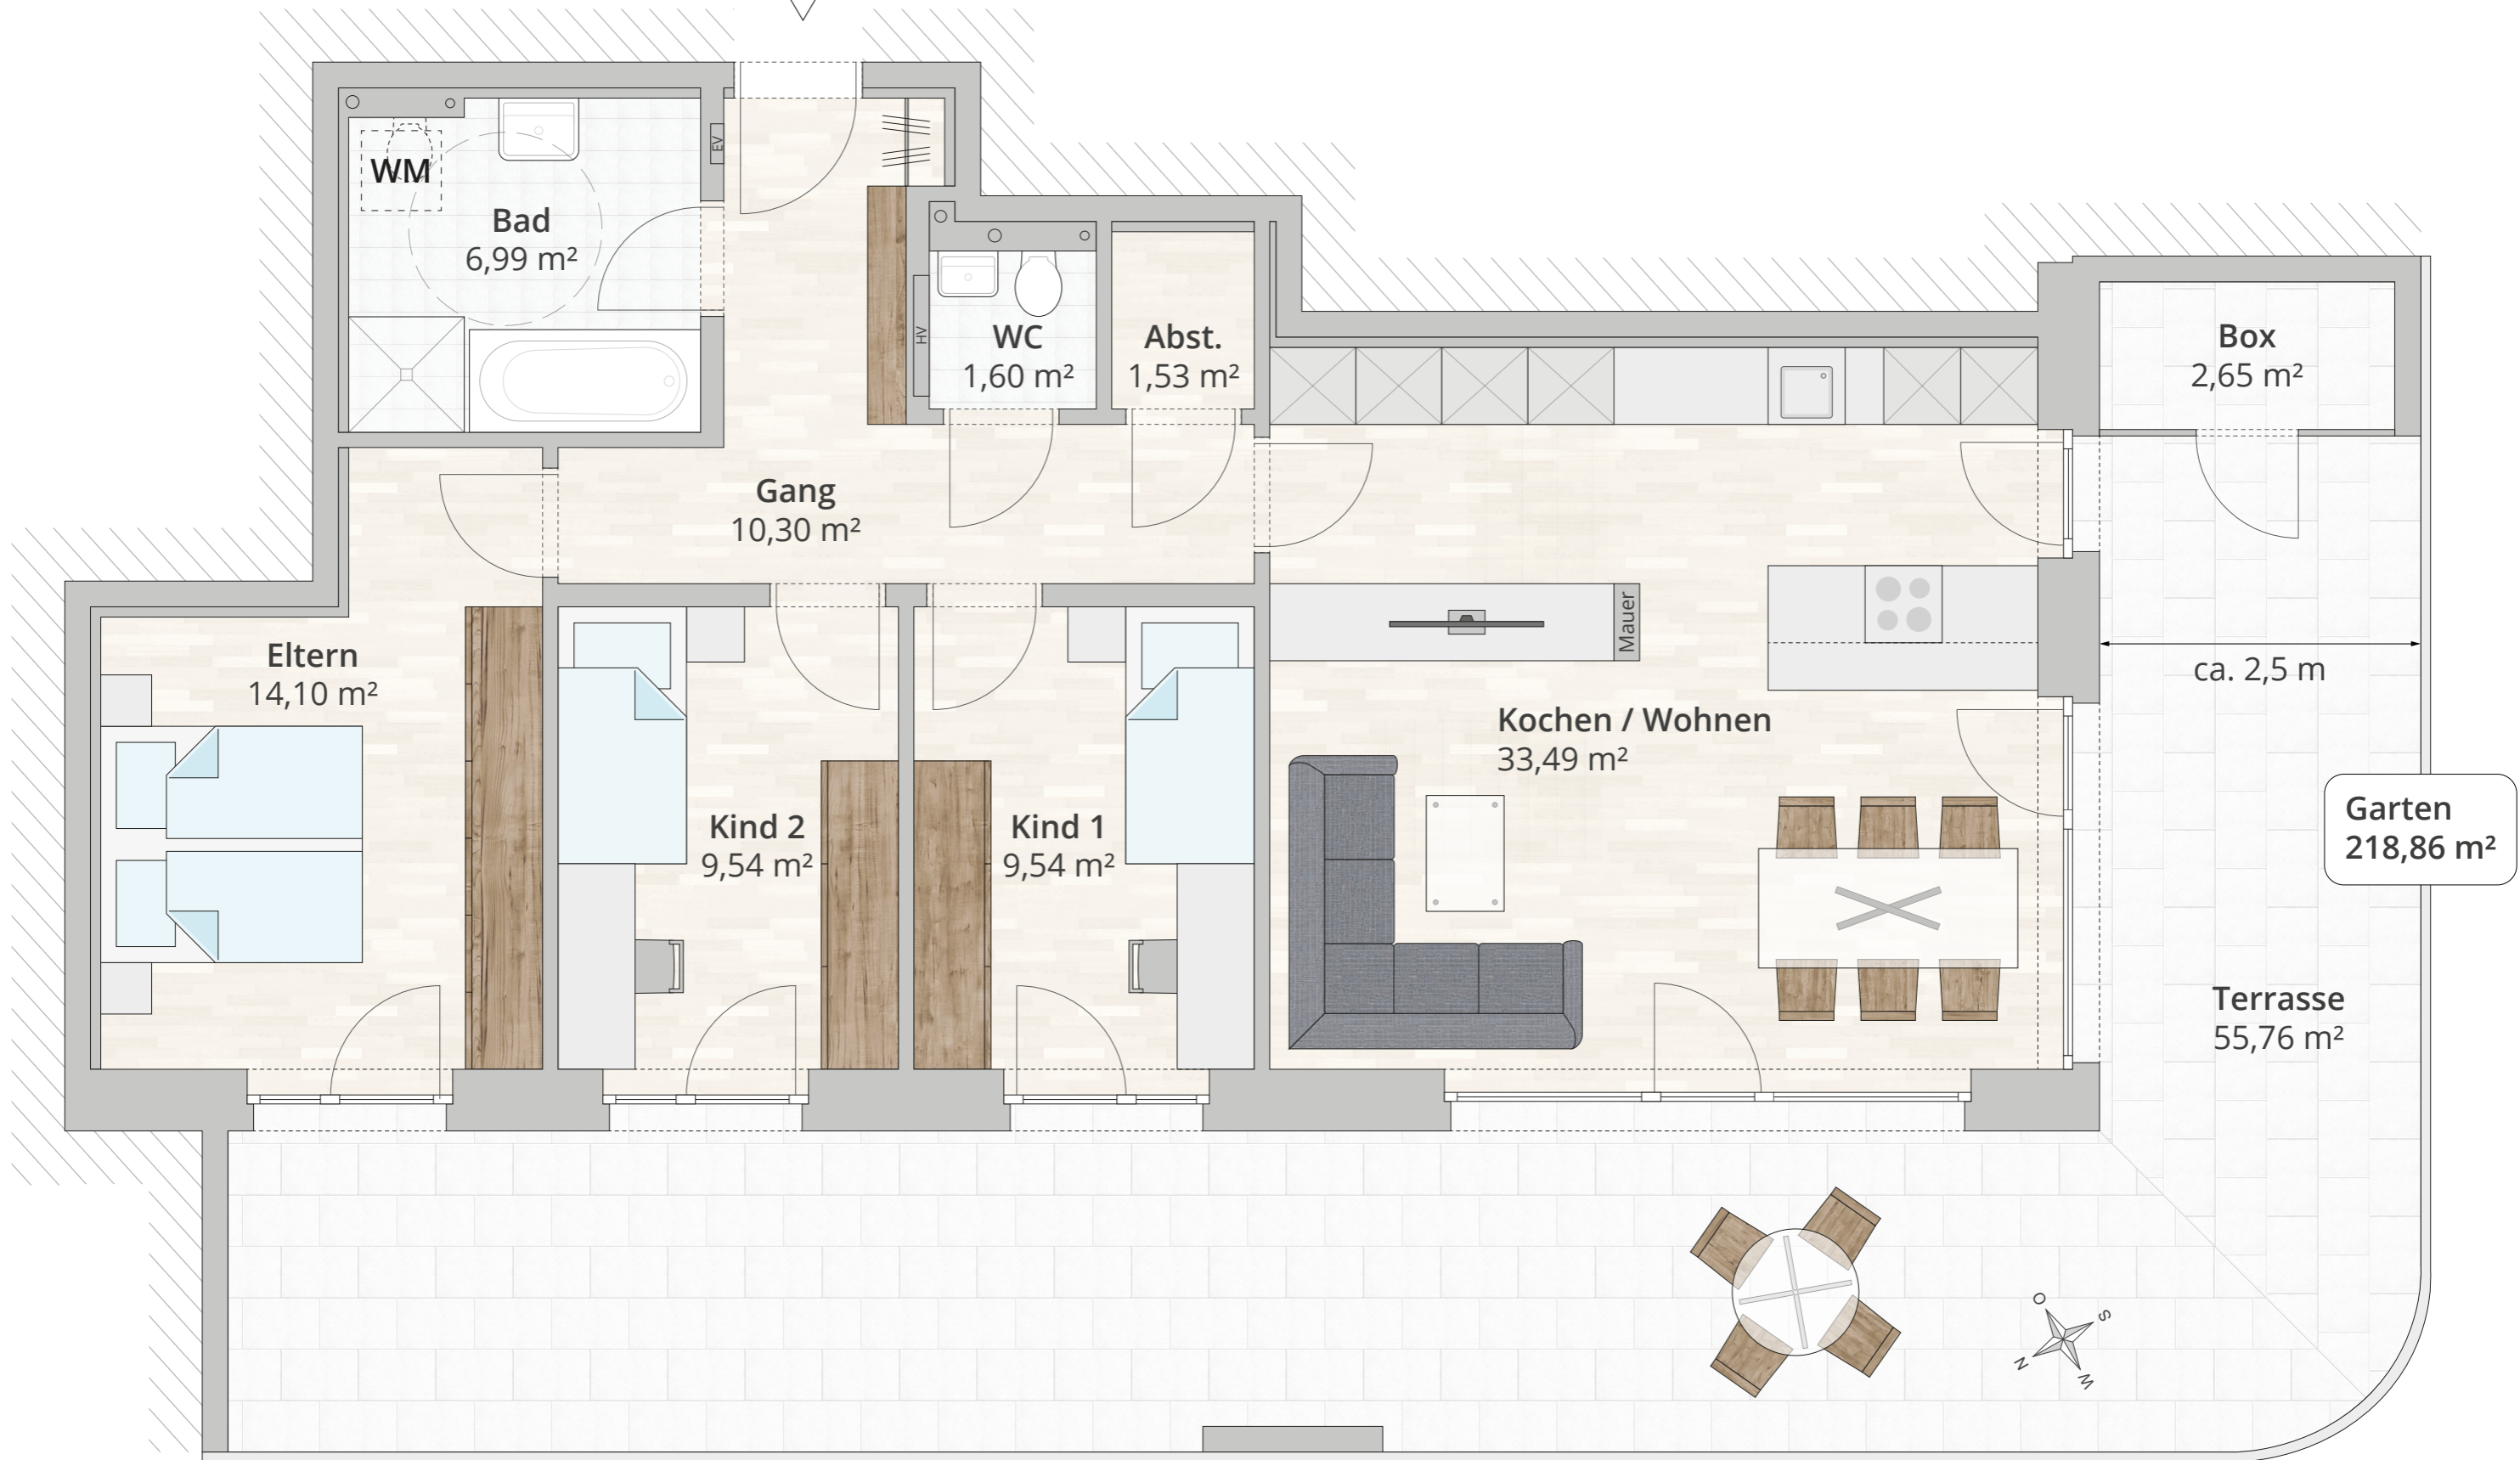 EV
WM
Bad
6,99 m²
HV
WC
1,60 m²
Abst.
1,53 m²
Box
2,65 m²
Gang
10,30 m²
Mauer
Eltern
14,10 m²
ca. 2,5 m
Kochen / Wohnen
33,49 m²
Kind 2
9,54 m²
Kind 1
9,54 m²
Garten
218,86 m²
Terrasse
55,76 m²
O
S
N
W